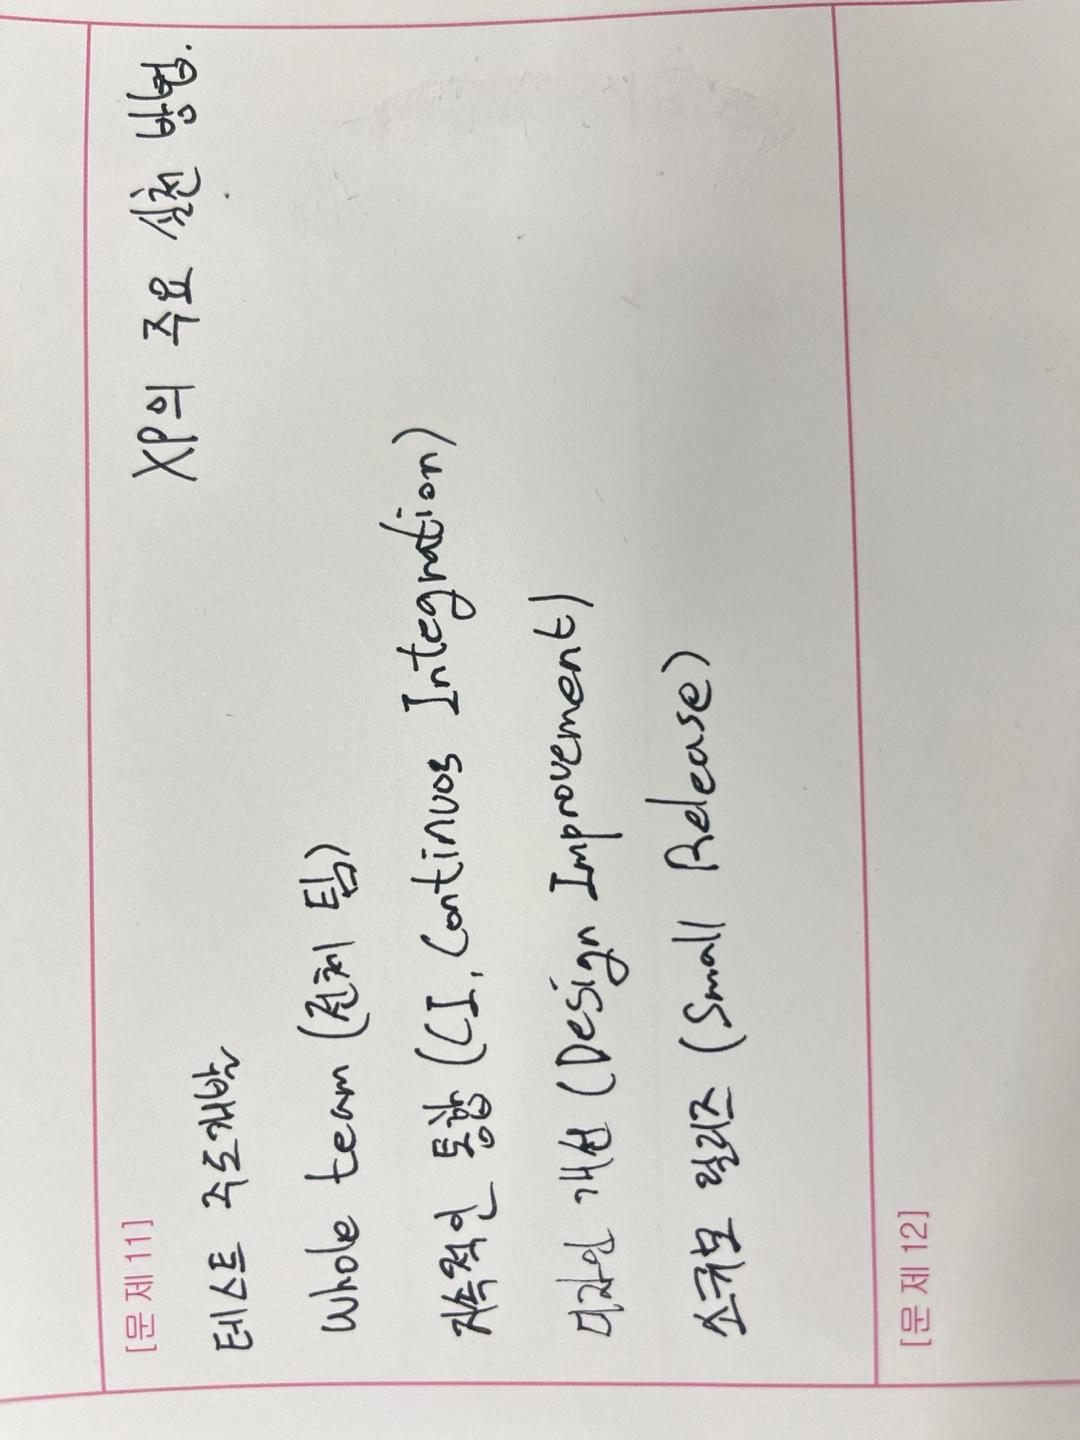 [문제 11]
XP의 주요 실천 방법.
테스트 주도개발
Whole team (전체 팀)
지속적인 통합 (CI, Continuos Integration)
디자인 개선 (Design Improvement)
소규모 릴리즈 (Small Release)
[문제 12]